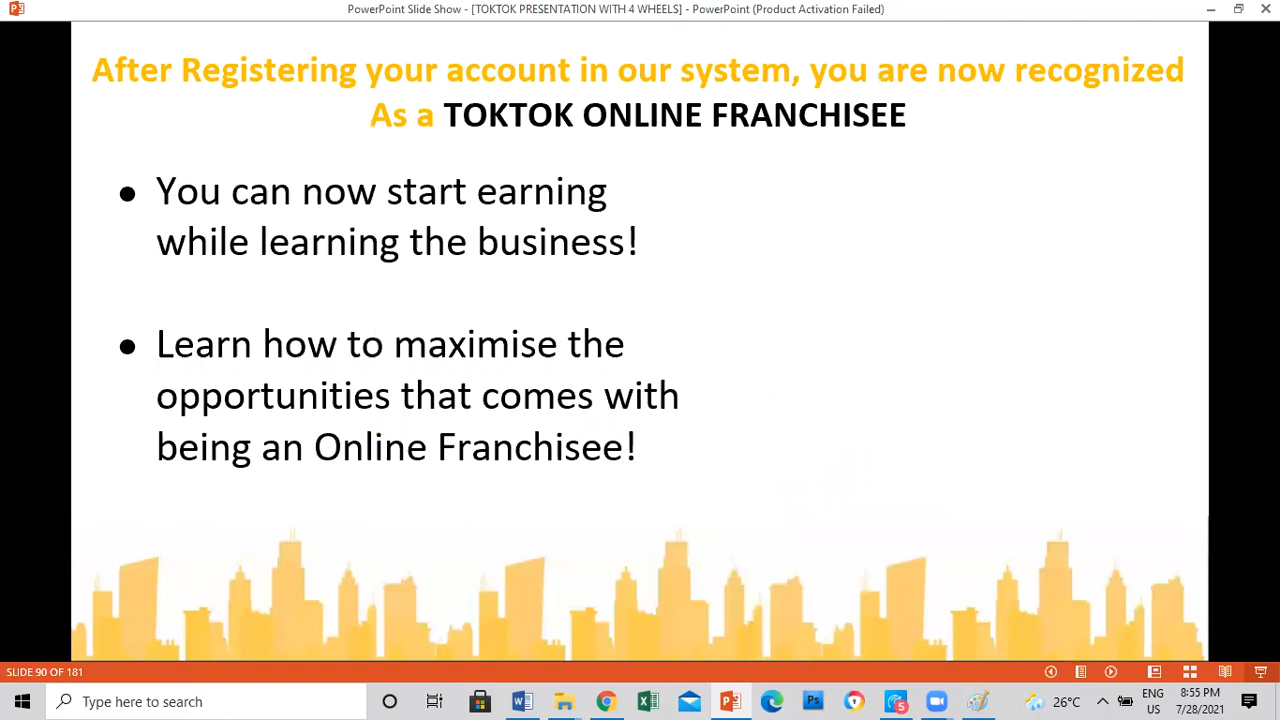 PowerPoint Slide Show - [TOKTOK PRESENTATION WITH 4 WHEELS] - PowerPoint (Product Activation Failed)
After Registering your account in our system, you are now recognized
As a TOKTOK ONLINE FRANCHISEE
● You can now start earning
while learning the business!
● Learn how to maximise the
opportunities that comes with
being an Online Franchisee!
SLIDE 90 OF 181
Type here to search
26°C
ENG
US
8:55 PM
7/28/2021
5